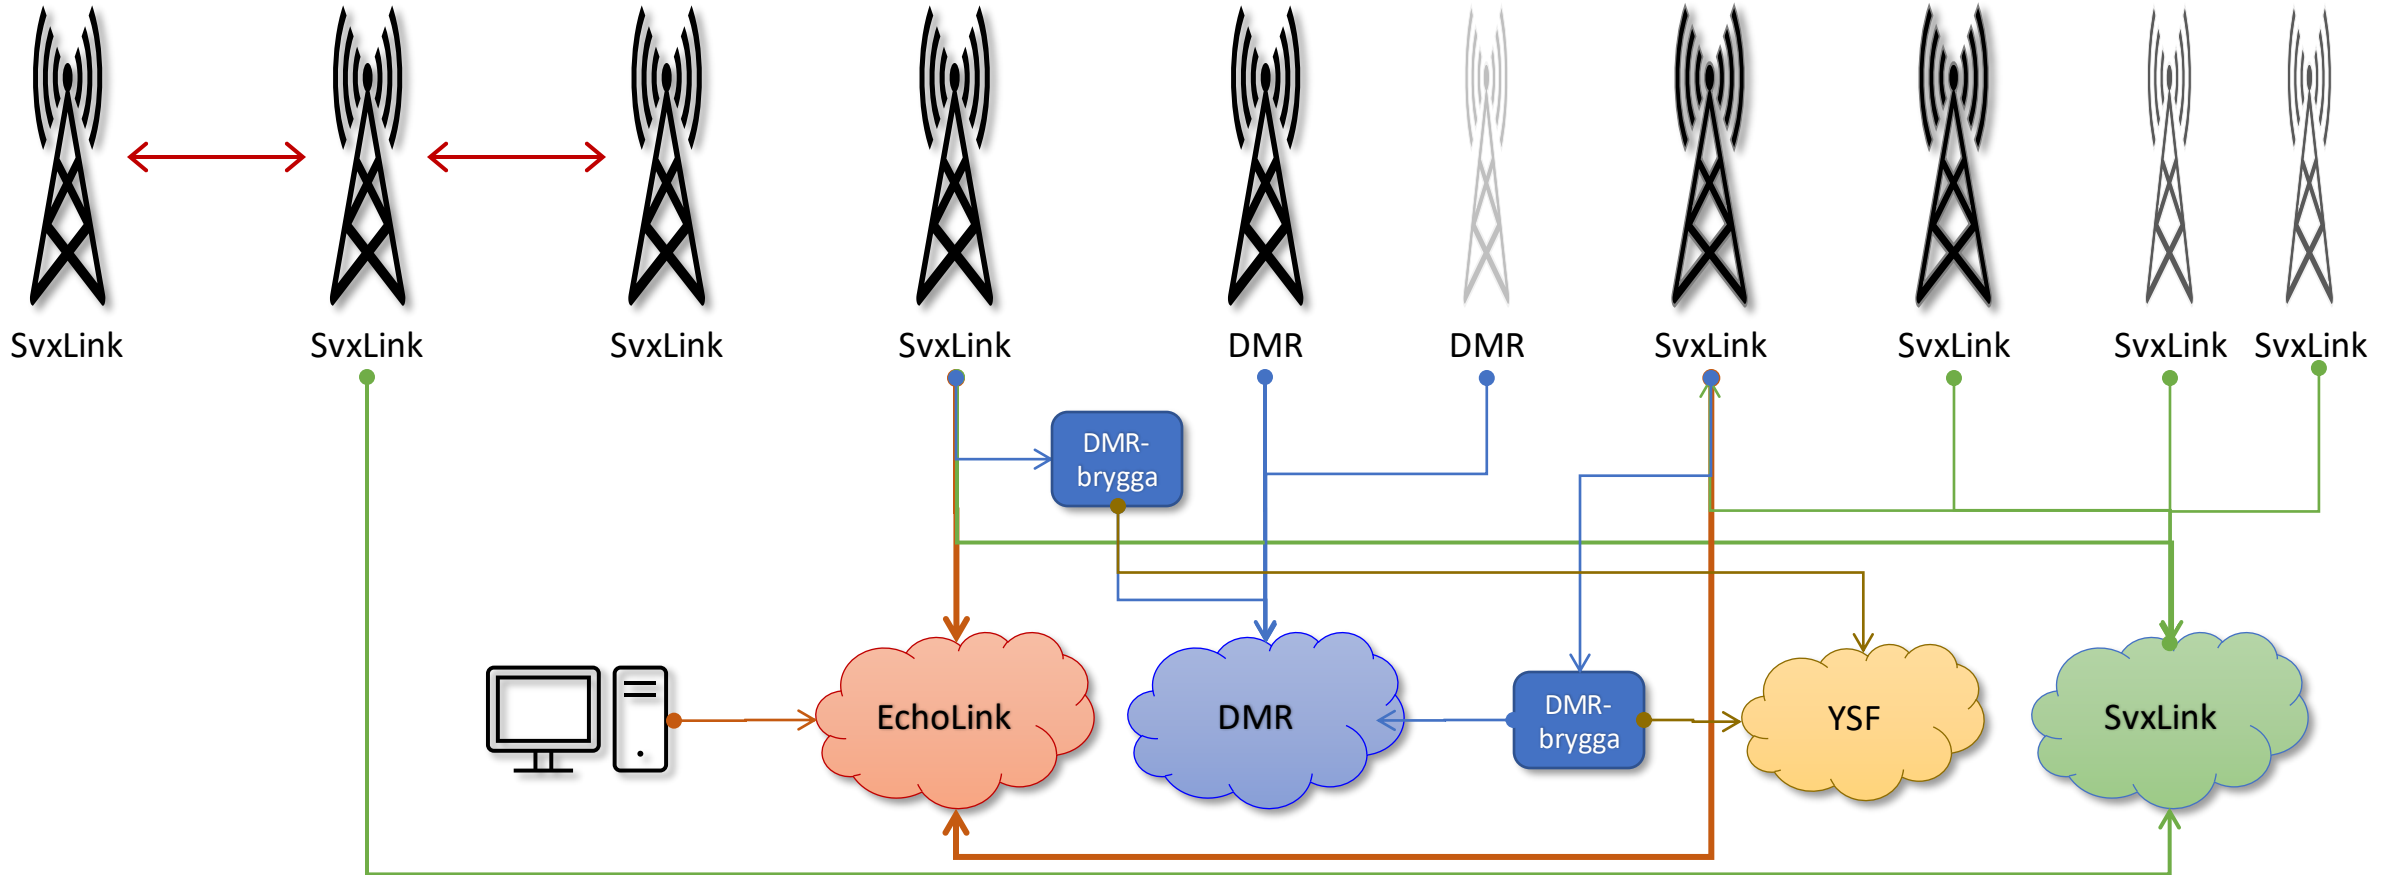 SvxLink
SvxLink
SvxLink
SvxLink
DMR
DMR
SvxLink
SvxLink
SvxLink
SvxLink
DMR-
brygga
EchoLink
DMR
DMR-
brygga
YSF
SvxLink